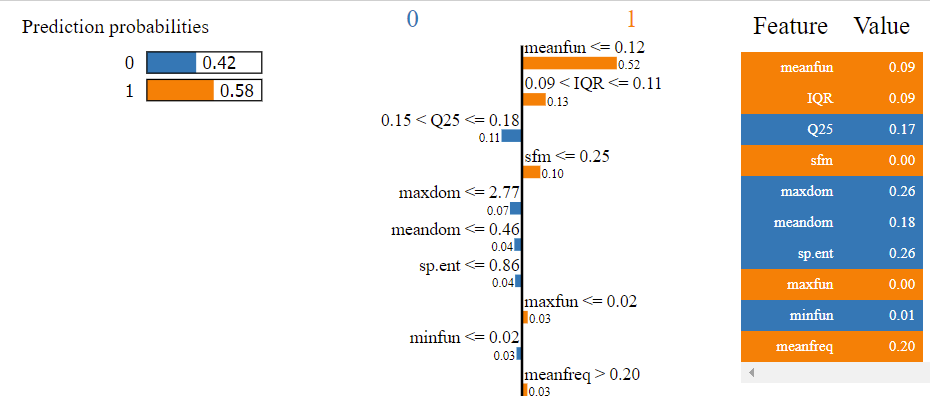 Prediction probabilities
0 0.42
1 0.58
0 1
meanfun <= 0.12
0.52
0.09 < IQR <= 0.11
0.13
0.15 < Q25 <= 0.18
0.11
sfm <= 0.25
0.10
maxdom <= 2.77
0.07
meandom <= 0.46
0.04
sp.ent <= 0.86
0.04
maxfun <= 0.02
0.03
minfun <= 0.02
0.03
meanfreq > 0.20
0.03
Feature Value
meanfun 0.09
IQR 0.09
Q25 0.17
sfm 0.00
maxdom 0.26
meandom 0.18
sp.ent 0.26
maxfun 0.00
minfun 0.01
meanfreq 0.20